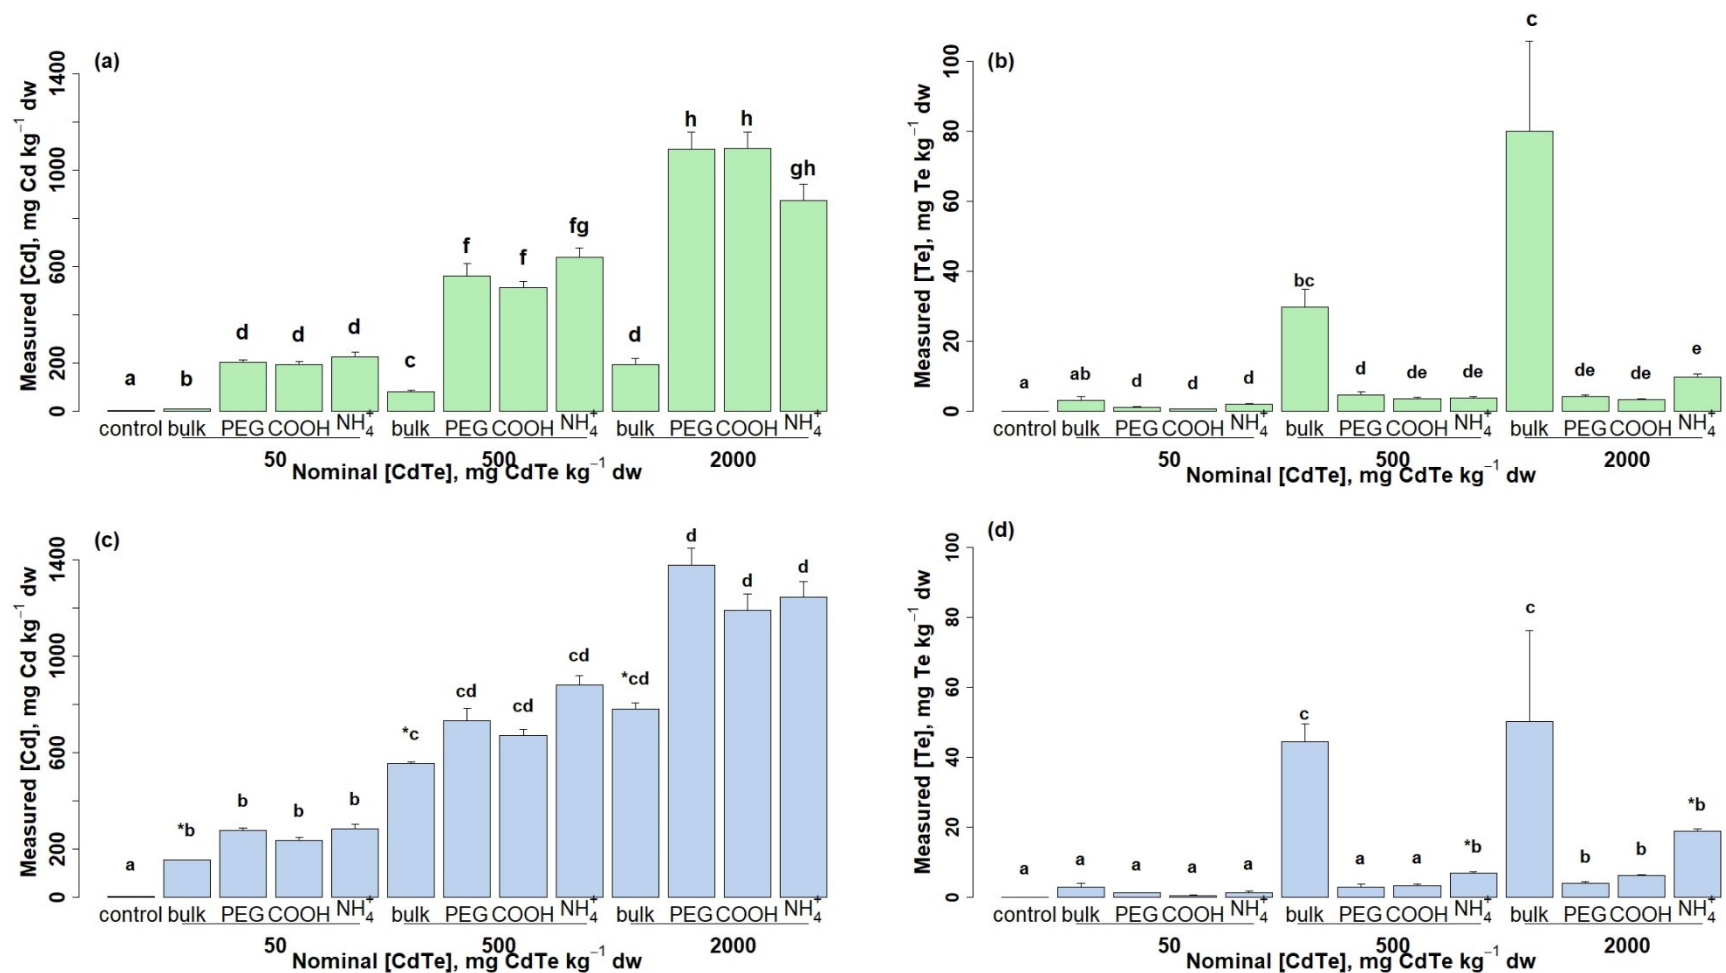 (a)
Measured [Cd], mg Cd kg⁻¹ dw
1400
1000
600
200
0
a
b
d
d
d
c
f
f
fg
d
h
h
gh
control bulk PEG COOH NH₄⁺ bulk PEG COOH NH₄⁺ bulk PEG COOH NH₄⁺
50 500 2000
Nominal [CdTe], mg CdTe kg⁻¹ dw
(b)
Measured [Te], mg Te kg⁻¹ dw
100
80
60
40
20
0
a
ab
d
d
d
bc
d
de
de
c
de
de
e
control bulk PEG COOH NH₄⁺ bulk PEG COOH NH₄⁺ bulk PEG COOH NH₄⁺
50 500 2000
Nominal [CdTe], mg CdTe kg⁻¹ dw
(c)
Measured [Cd], mg Cd kg⁻¹ dw
1400
1000
600
200
0
a
*b
b
b
b
*c
cd
cd
cd
*cd
d
d
d
control bulk PEG COOH NH₄⁺ bulk PEG COOH NH₄⁺ bulk PEG COOH NH₄⁺
50 500 2000
Nominal [CdTe], mg CdTe kg⁻¹ dw
(d)
Measured [Te], mg Te kg⁻¹ dw
100
80
60
40
20
0
a
a
a
a
a
c
a
a
*b
c
b
b
*b
control bulk PEG COOH NH₄⁺ bulk PEG COOH NH₄⁺ bulk PEG COOH NH₄⁺
50 500 2000
Nominal [CdTe], mg CdTe kg⁻¹ dw